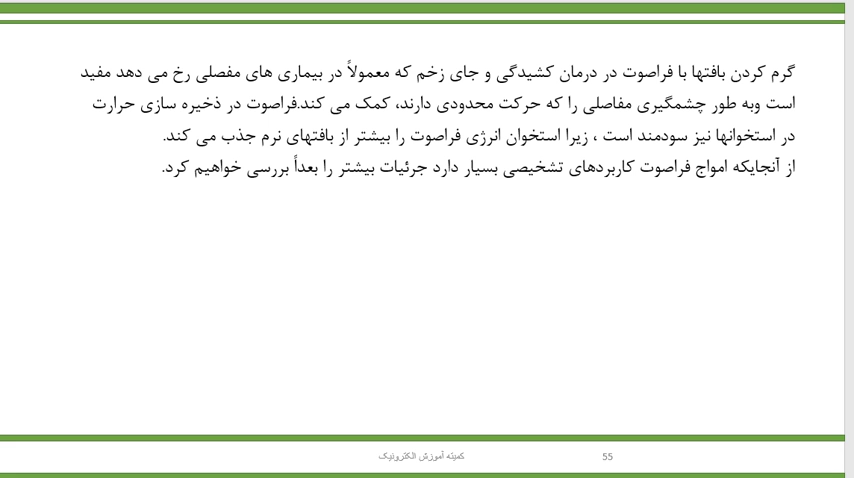 گرم کردن بافتها با فراصوت در درمان کشیدگی و جای زخم که معمولاً در بیماری های مفصلی رخ می دهد مفید
است وبه طور چشمگیری مفاصلی را که حرکت محدودی دارند، کمک می کند.فراصوت در ذخیره سازی حرارت
در استخوانها نیز سودمند است ، زیرا استخوان انرژی فراصوت را بیشتر از بافتهای نرم جذب می کند.
از آنجایکه امواج فراصوت کاربردهای تشخیصی بسیار دارد جرئیات بیشتر را بعداً بررسی خواهیم کرد.
55
کمیته آموزش الکترونیک